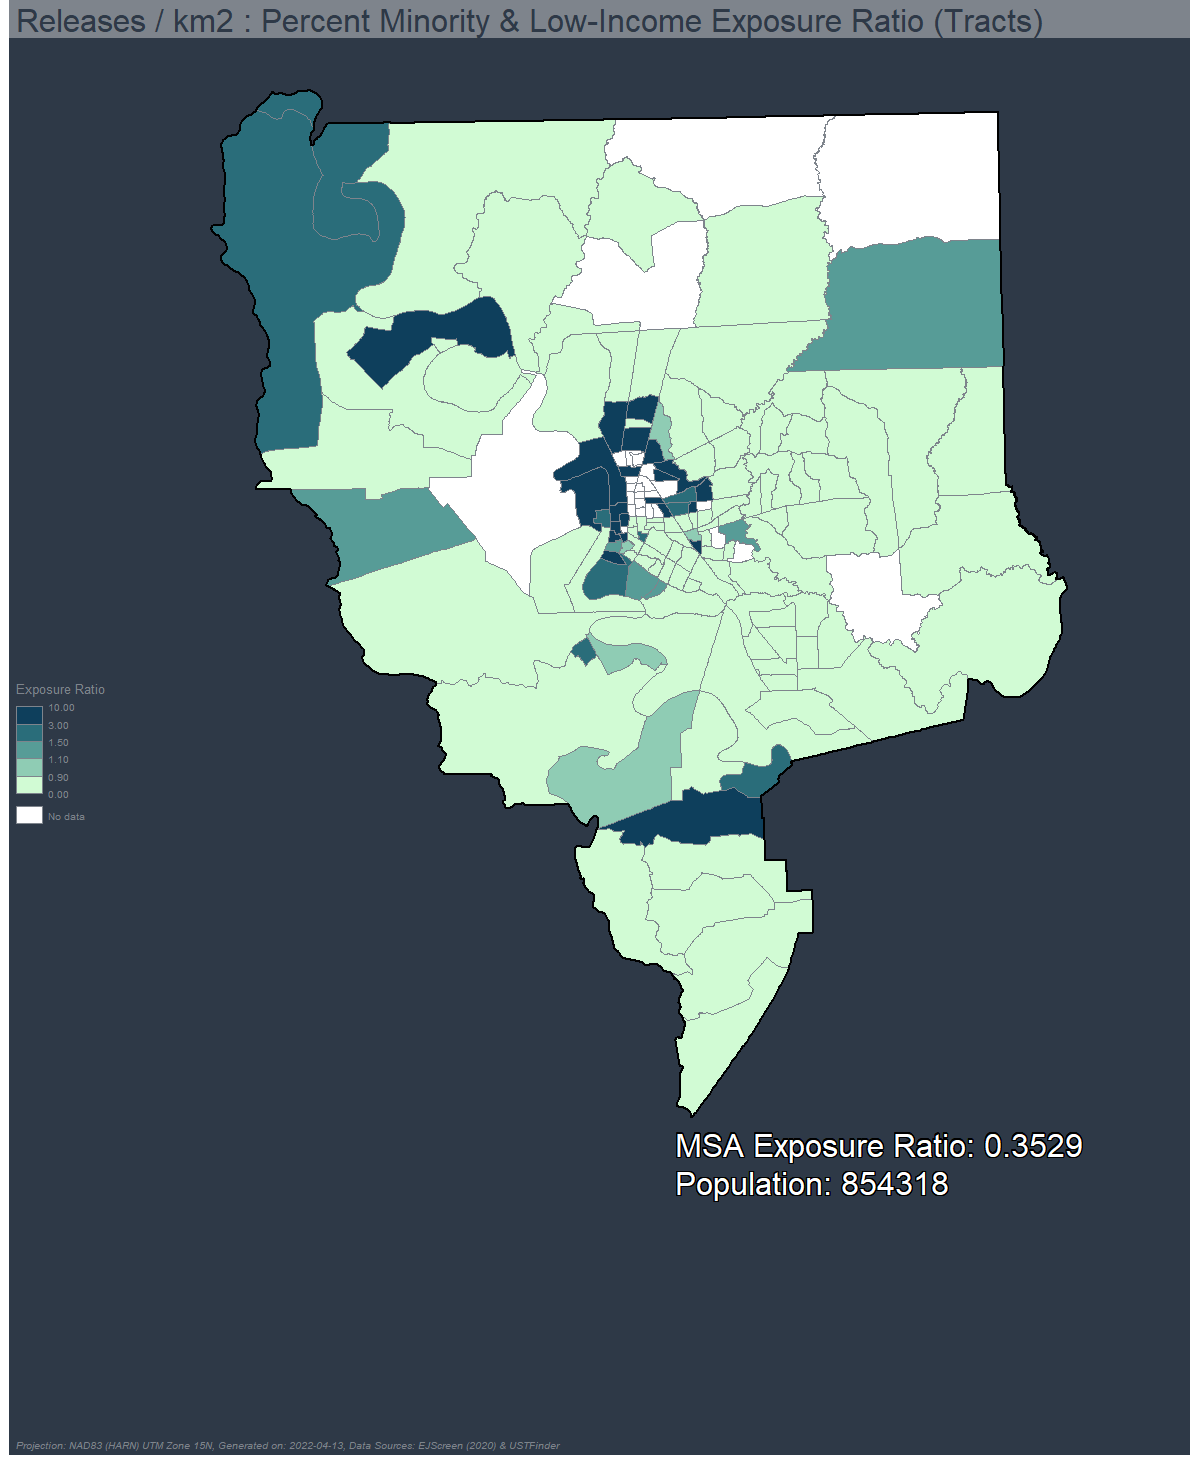 Releases / km2 : Percent Minority & Low-Income Exposure Ratio (Tracts)
Exposure Ratio
10.00
3.00
1.50
1.10
0.90
0.00
No data
MSA Exposure Ratio: 0.3529
Population: 854318
Projection: NAD83 (HARN) UTM Zone 15N, Generated on: 2022-04-13, Data Sources: EJScreen (2020) & USTFinder